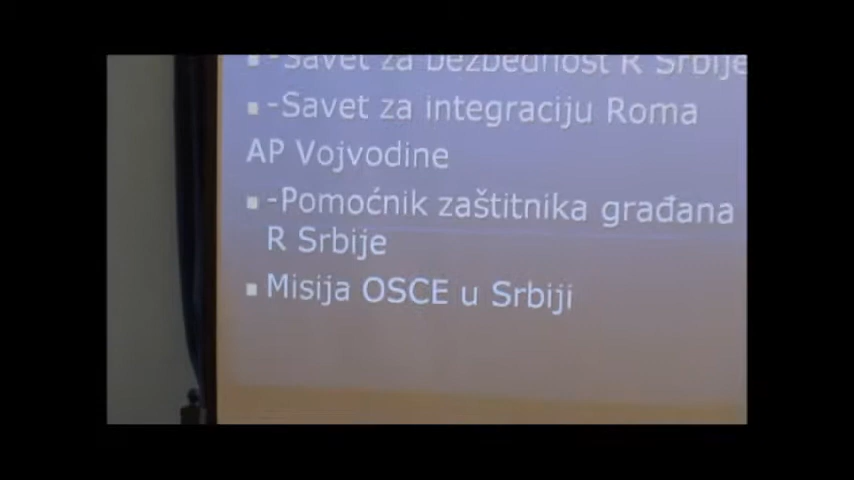 -Savet za bezbednost R Srbije
-Savet za integraciju Roma
AP Vojvodine
-Pomoćnik zaštitnika građana
R Srbije
Misija OSCE u Srbiji